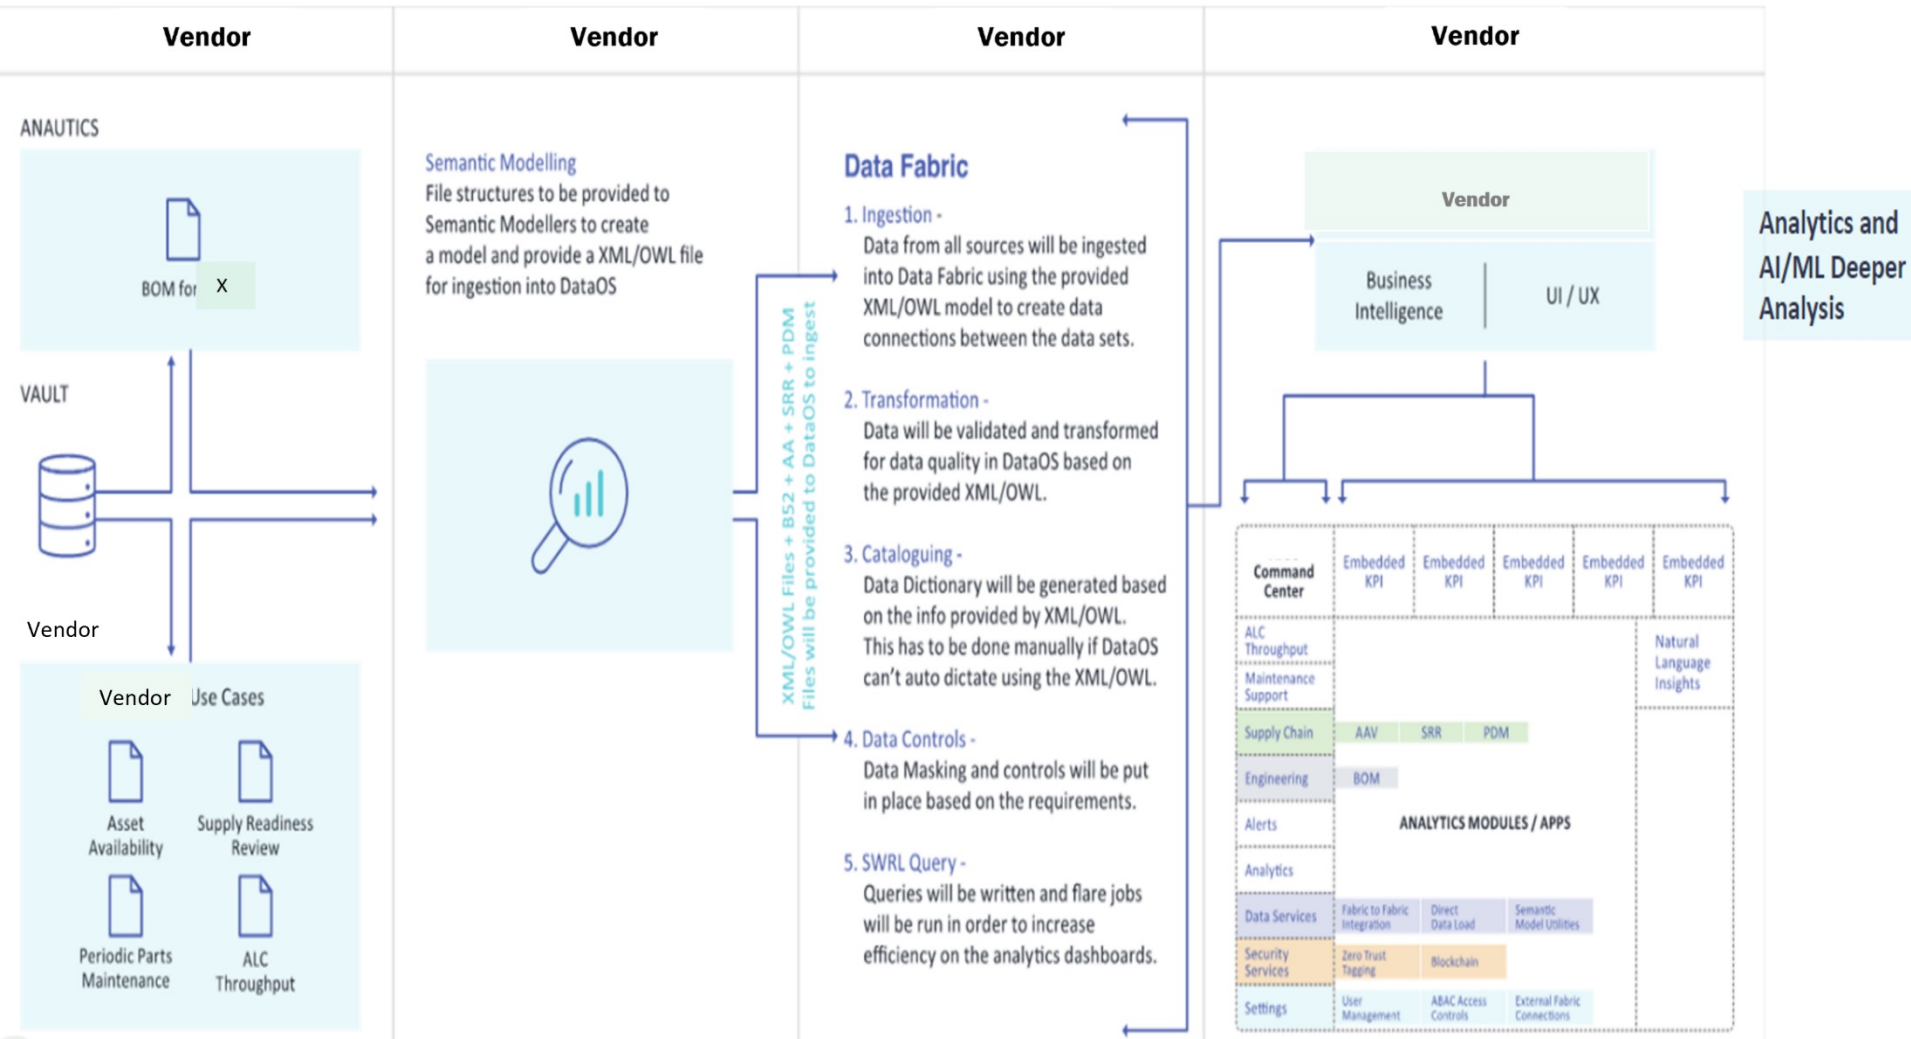 Vendor
Vendor
Vendor
Vendor
ANAUTICS
BOM for
X
VAULT
Vendor
Vendor
Use Cases
Asset
Availability
Supply Readiness
Review
Periodic Parts
Maintenance
ALC
Throughput
Semantic Modelling
File structures to be provided to
Semantic Modellers to create
a model and provide a XML/OWL file
for ingestion into DataOS
XML/OWL Files + B52 + AA + SRR + PDM
Files will be provided to DataOS to ingest
Data Fabric
1. Ingestion -
Data from all sources will be ingested
into Data Fabric using the provided
XML/OWL model to create data
connections between the data sets.
2. Transformation -
Data will be validated and transformed
for data quality in DataOS based on
the provided XML/OWL.
3. Cataloguing -
Data Dictionary will be generated based
on the info provided by XML/OWL.
This has to be done manually if DataOS
can't auto dictate using the XML/OWL.
4. Data Controls -
Data Masking and controls will be put
in place based on the requirements.
5. SWRL Query -
Queries will be written and flare jobs
will be run in order to increase
efficiency on the analytics dashboards.
Vendor
Business
Intelligence
UI / UX
Analytics and
AI/ML Deeper
Analysis
Command
Center
Embedded
KPI
Embedded
KPI
Embedded
KPI
Embedded
KPI
Embedded
KPI
ALC
Throughput
Natural
Language
Insights
Maintenance
Support
Supply Chain
AAV
SRR
PDM
Engineering
BOM
Alerts
ANALYTICS MODULES / APPS
Analytics
Data Services
Fabric to Fabric
Integration
Direct
Data Load
Semantic
Model Utilities
Security
Services
Zero Trust
Tagging
Blockchain
Settings
User
Management
ABAC Access
Controls
External Fabric
Connections